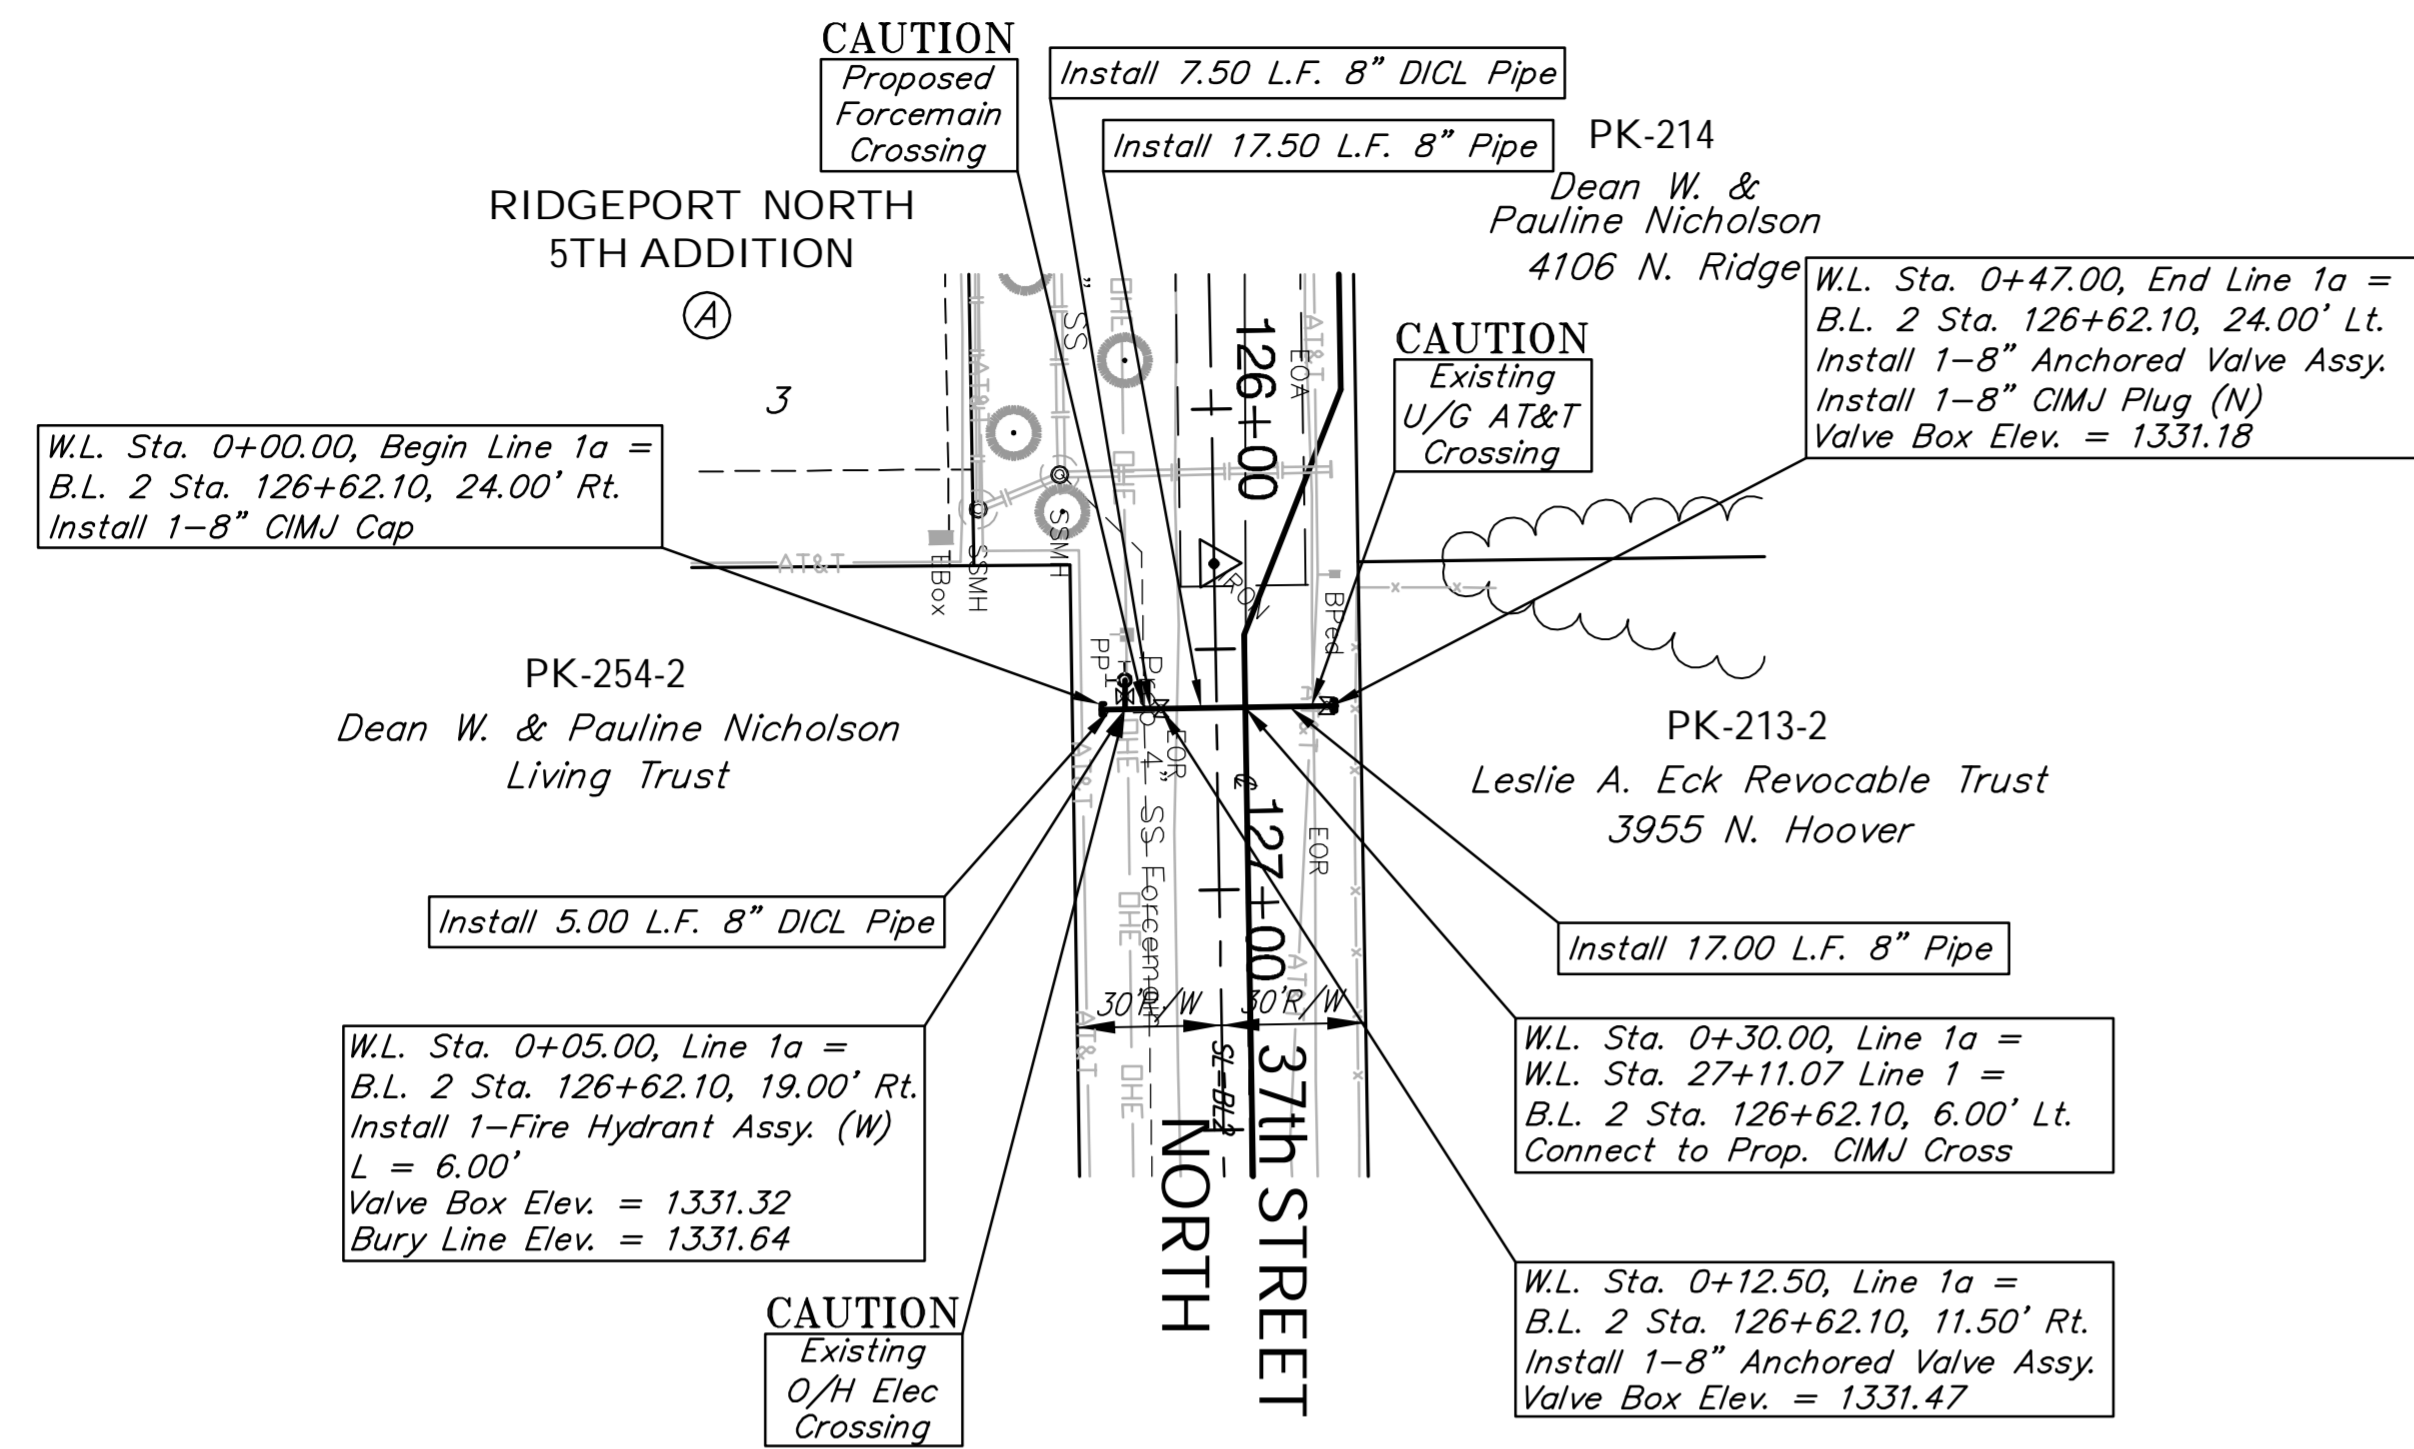 CAUTION
Proposed
Forcemain
Crossing
Install 7.50 L.F. 8” DICL Pipe
Install 17.50 L.F. 8” Pipe
PK-214
Dean W. &
Pauline Nicholson
4106 N. Ridge
RIDGEPORT NORTH
5TH ADDITION
A
3
W.L. Sta. 0+47.00, End Line 1a =
B.L. 2 Sta. 126+62.10, 24.00’ Lt.
Install 1-8” Anchored Valve Assy.
Install 1-8” CIMJ Plug (N)
Valve Box Elev. = 1331.18
CAUTION
Existing
U/G AT&T
Crossing
W.L. Sta. 0+00.00, Begin Line 1a =
B.L. 2 Sta. 126+62.10, 24.00’ Rt.
Install 1-8” CIMJ Cap
SS
OHE
OHE
AT&T
AT&T
EOA
126+00
AT&T
EBox
SSMH
SSMH
BPed
PP
PK-254-2
Dean W. & Pauline Nicholson
Living Trust
PK-213-2
Leslie A. Eck Revocable Trust
3955 N. Hoover
AT&T
OHE
EOR
4” SS Forcemain
AT&T
127+00
EOR
OHE
AT&T
Install 5.00 L.F. 8” DICL Pipe
Install 17.00 L.F. 8” Pipe
30’R/W
30’R/W
AT&T
OHE
SL=BL2
37th STREET
NORTH
W.L. Sta. 0+05.00, Line 1a =
B.L. 2 Sta. 126+62.10, 19.00’ Rt.
Install 1-Fire Hydrant Assy. (W)
L = 6.00’
Valve Box Elev. = 1331.32
Bury Line Elev. = 1331.64
W.L. Sta. 0+30.00, Line 1a =
W.L. Sta. 27+11.07 Line 1 =
B.L. 2 Sta. 126+62.10, 6.00’ Lt.
Connect to Prop. CIMJ Cross
CAUTION
Existing
O/H Elec
Crossing
W.L. Sta. 0+12.50, Line 1a =
B.L. 2 Sta. 126+62.10, 11.50’ Rt.
Install 1-8” Anchored Valve Assy.
Valve Box Elev. = 1331.47